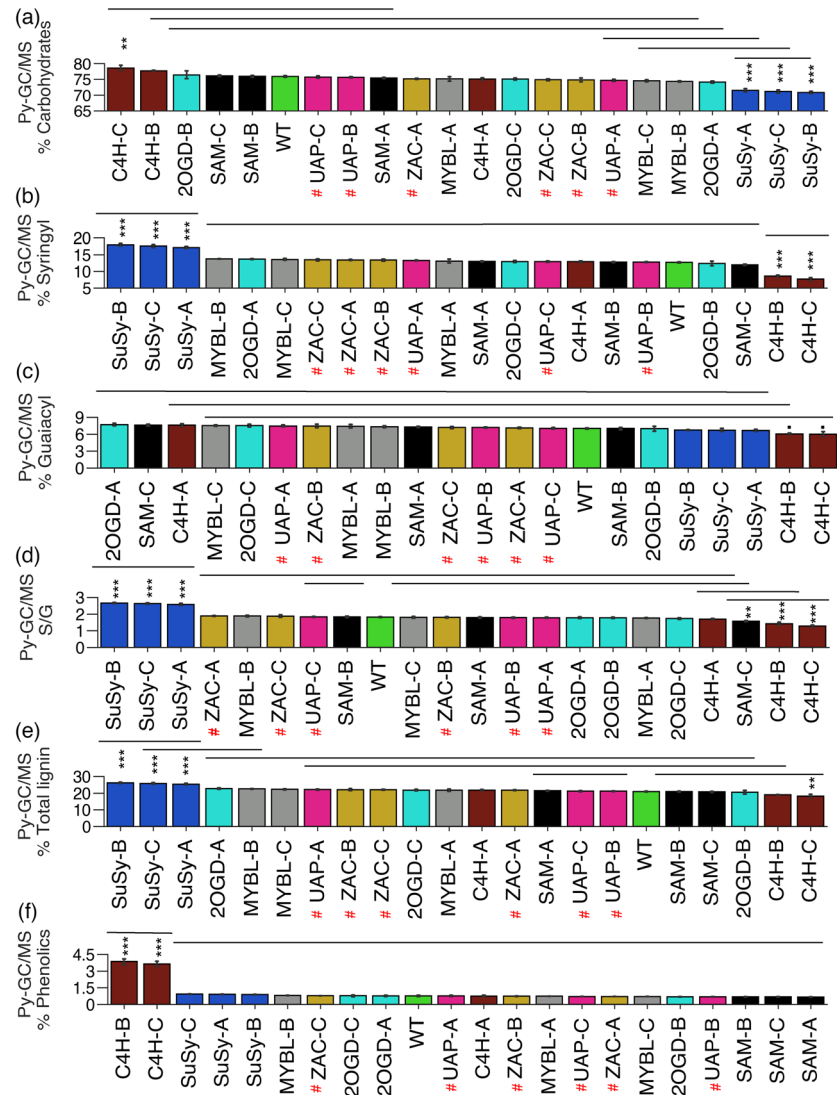 (a)
Py-GC/MS
% Carbohydrates
80
75
70
65
** *** *** ***
C4H-C C4H-B 2OGD-B SAM-C SAM-B WT #UAP-C #UAP-B SAM-A #ZAC-A MYBL-A C4H-A 2OGD-C #ZAC-C #ZAC-B #UAP-A MYBL-C MYBL-B 2OGD-A SuSy-A SuSy-C SuSy-B
(b)
Py-GC/MS
% Syringyl
20
15
10
5
*** *** *** *** ***
SuSy-B SuSy-C SuSy-A MYBL-B 2OGD-A MYBL-C #ZAC-C #ZAC-A #ZAC-B #UAP-A MYBL-A SAM-A 2OGD-C #UAP-C C4H-A SAM-B #UAP-B WT 2OGD-B SAM-C C4H-B C4H-C
(c)
Py-GC/MS
% Guaiacyl
9
6
3
0
▪ ▪
2OGD-A SAM-C C4H-A MYBL-C 2OGD-C #UAP-A #ZAC-B MYBL-A MYBL-B SAM-A #ZAC-C #UAP-B #ZAC-A #UAP-C WT SAM-B 2OGD-B SuSy-B SuSy-C SuSy-A C4H-B C4H-C
(d)
Py-GC/MS
S/G
3
2
1
0
*** *** *** ** *** ***
SuSy-B SuSy-C SuSy-A #ZAC-A MYBL-B #ZAC-C #UAP-C SAM-B WT MYBL-C #ZAC-B SAM-A #UAP-B #UAP-A 2OGD-A 2OGD-B MYBL-A 2OGD-C C4H-A SAM-C C4H-B C4H-C
(e)
Py-GC/MS
% Total lignin
30
20
10
0
*** *** *** **
SuSy-B SuSy-C SuSy-A 2OGD-A MYBL-B MYBL-C #UAP-A #ZAC-B #ZAC-C 2OGD-C MYBL-A C4H-A #ZAC-A SAM-A #UAP-C #UAP-B WT SAM-B SAM-C 2OGD-B C4H-B C4H-C
(f)
Py-GC/MS
% Phenolics
4.5
3
1.5
0
*** ***
C4H-B C4H-C SuSy-C SuSy-A SuSy-B MYBL-B #ZAC-C 2OGD-C 2OGD-A WT #UAP-A C4H-A #ZAC-B MYBL-A #UAP-C #ZAC-A MYBL-C 2OGD-B #UAP-B SAM-B SAM-C SAM-A